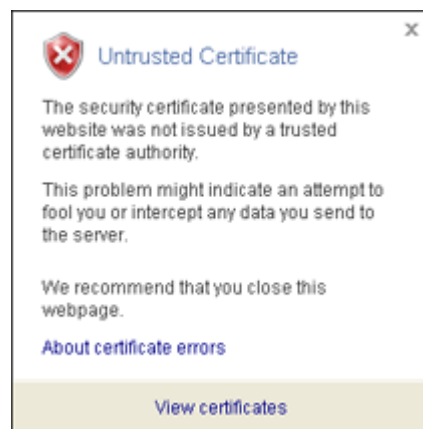 Untrusted Certificate
The security certificate presented by this
website was not issued by a trusted
certificate authority.
This problem might indicate an attempt to
fool you or intercept any data you send to
the server.
We recommend that you close this
webpage.
About certificate errors
View certificates